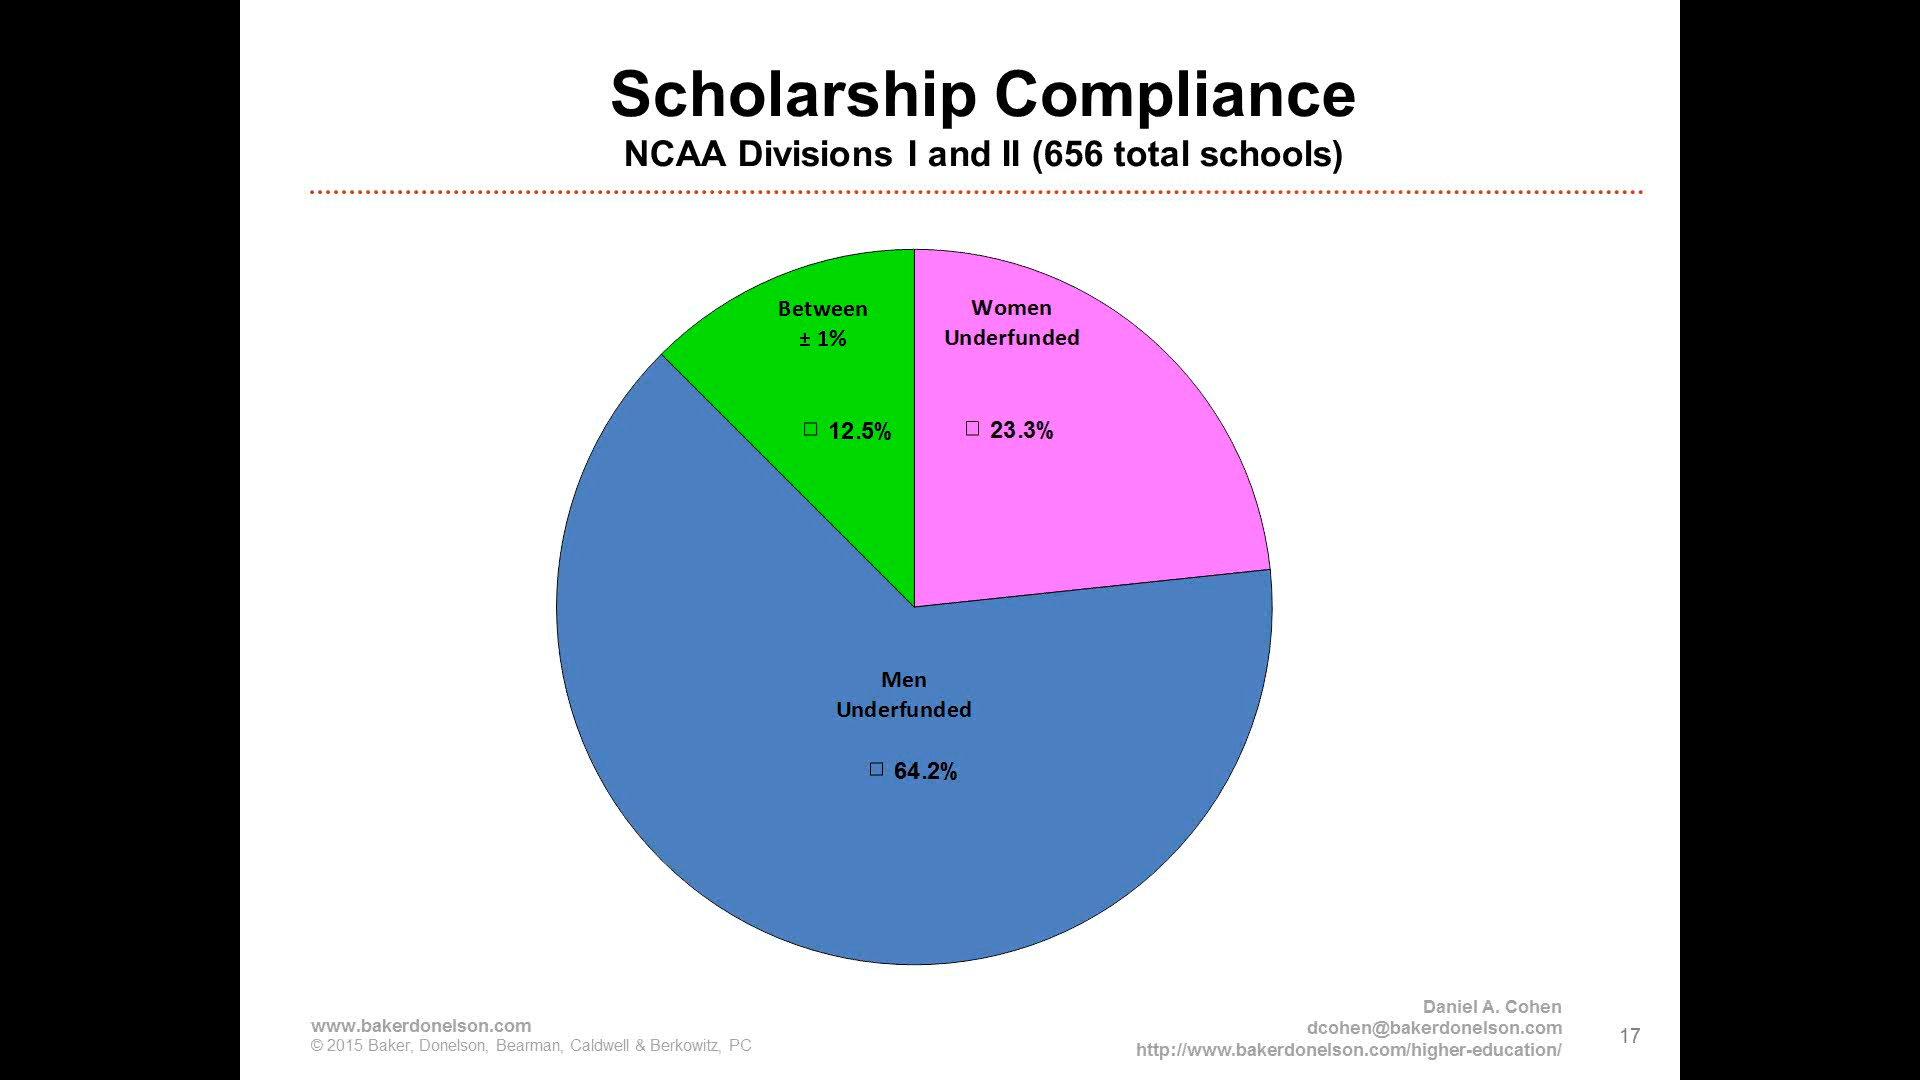 Scholarship Compliance
NCAA Divisions I and II (656 total schools)
Between
± 1%
12.5%
Women
Underfunded
23.3%
Men
Underfunded
64.2%
www.bakerdonelson.com
© 2015 Baker, Donelson, Bearman, Caldwell & Berkowitz, PC
Daniel A. Cohen
dcohen@bakerdonelson.com
http://www.bakerdonelson.com/higher-education/
17